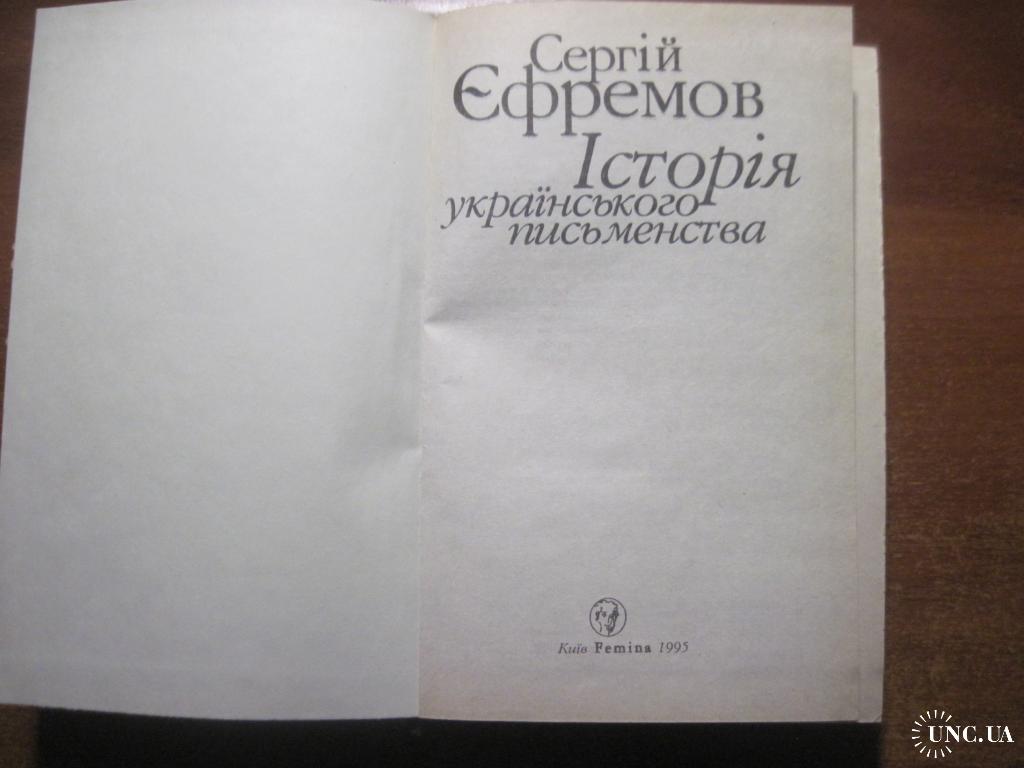 Сергій
Єфремов
Історія
українського
письменства
Київ Femina 1995
UNC.UA